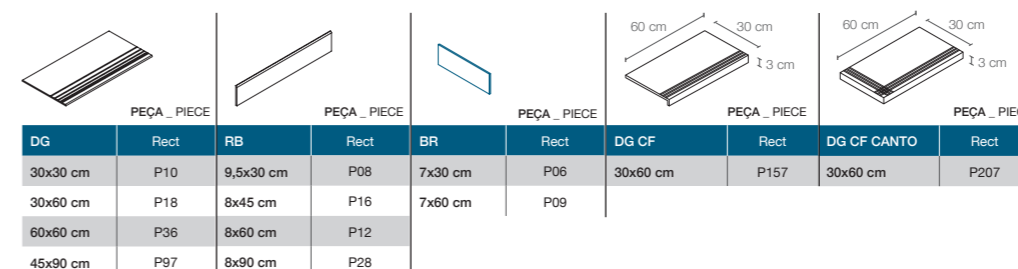 60 cm 30 cm 60 cm 30 cm
3 cm 3 cm
PEÇA _ PIECE PEÇA _ PIECE PEÇA _ PIECE PEÇA _ PIECE PEÇA _ PIE
DG Rect RB Rect BR Rect DG CF Rect DG CF CANTO Rect
30x30 cm P10 9,5x30 cm P08 7x30 cm P06 30x60 cm P157 30x60 cm P207
30x60 cm P18 8x45 cm P16 7x60 cm P09
60x60 cm P36 8x60 cm P12
45x90 cm P97 8x90 cm P28